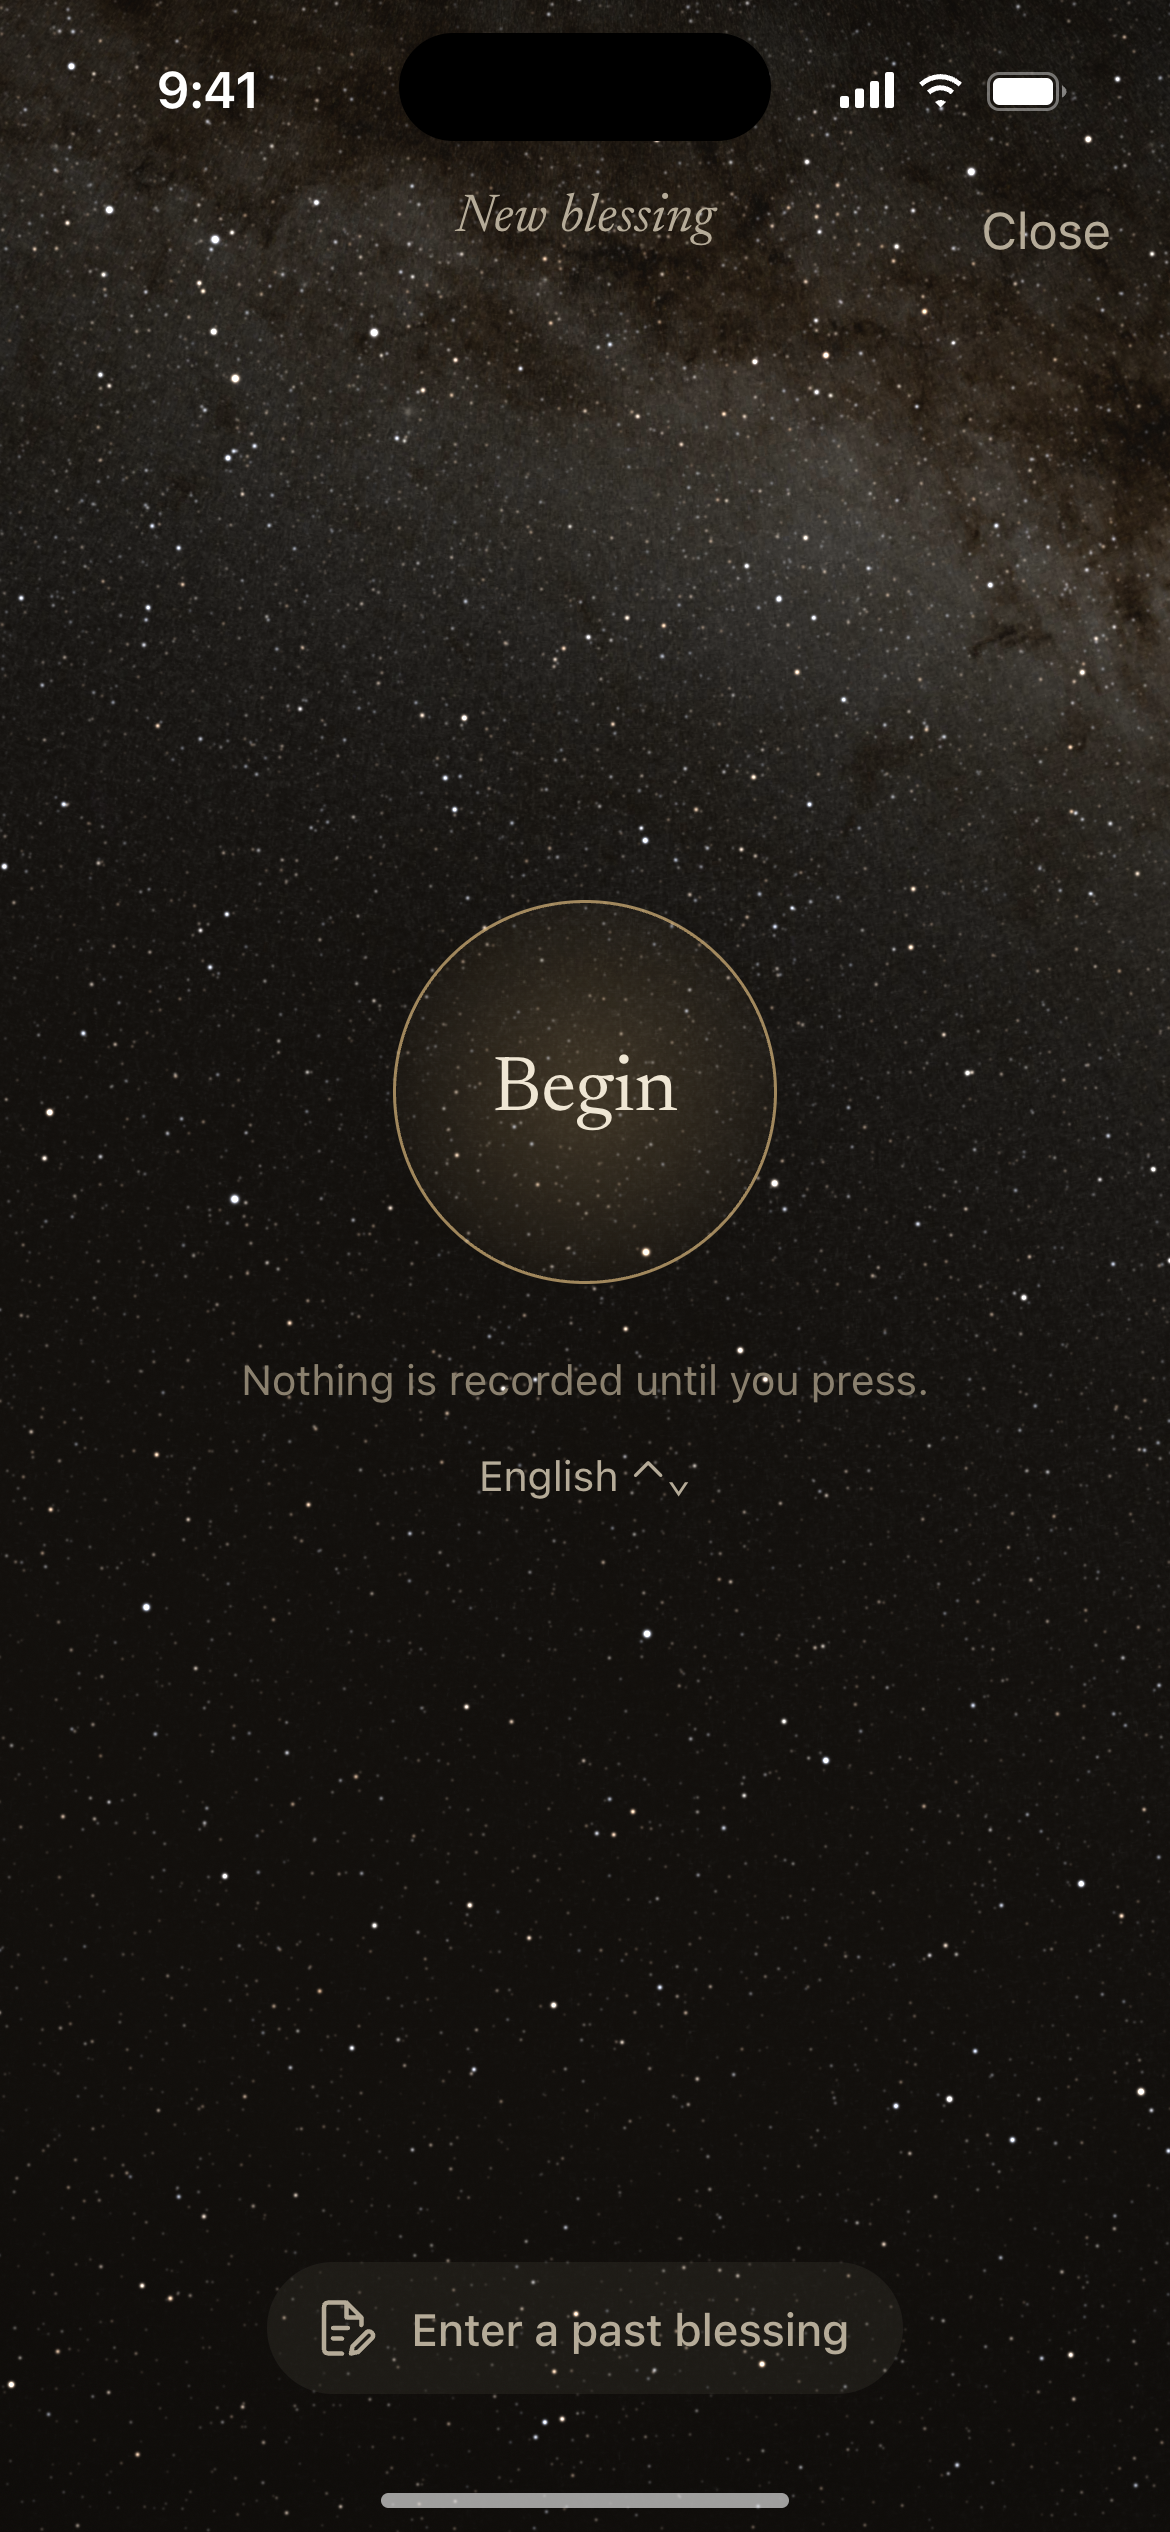 9:41
New blessing
Close
Begin
Nothing is recorded until you press.
English
Enter a past blessing